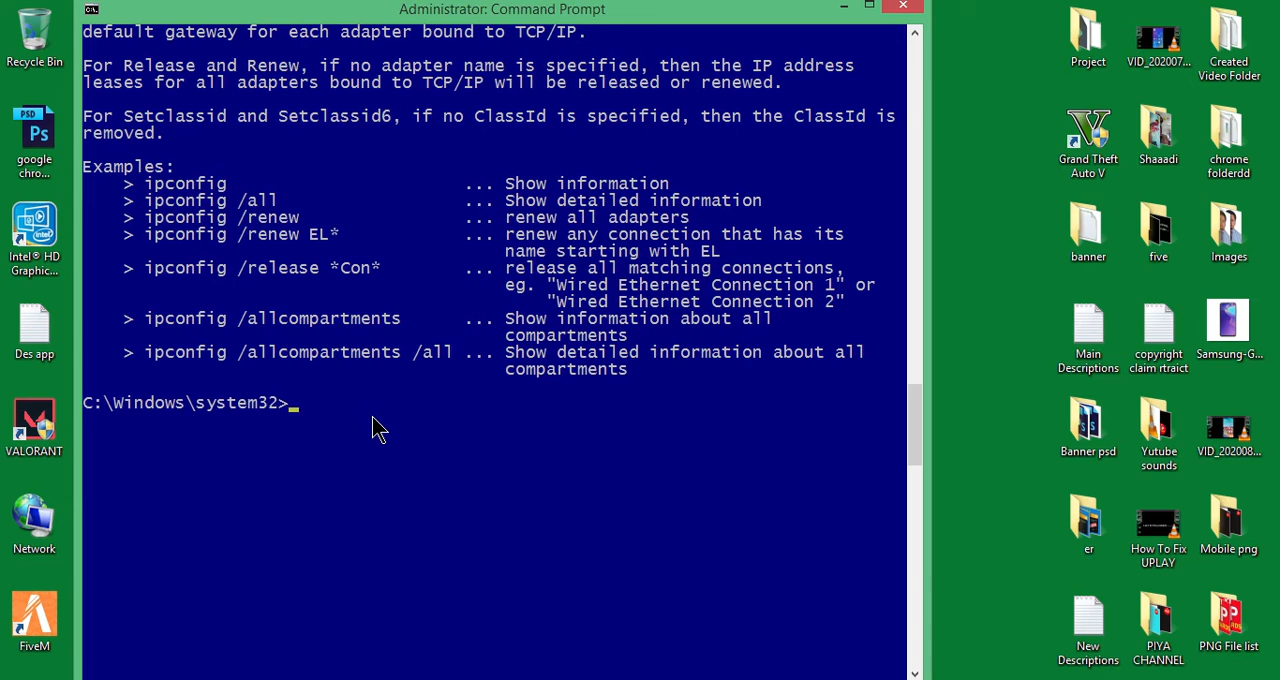 Administrator: Command Prompt
default gateway for each adapter bound to TCP/IP.
For Release and Renew, if no adapter name is specified, then the IP address
leases for all adapters bound to TCP/IP will be released or renewed.
For Setclassid and Setclassid6, if no ClassId is specified, then the ClassId is
removed.
Examples:
> ipconfig ... Show information
> ipconfig /all ... Show detailed information
> ipconfig /renew ... renew all adapters
> ipconfig /renew EL* ... renew any connection that has its
name starting with EL
> ipconfig /release *Con* ... release all matching connections,
eg. "Wired Ethernet Connection 1" or
"Wired Ethernet Connection 2"
> ipconfig /allcompartments ... Show information about all
compartments
> ipconfig /allcompartments /all ... Show detailed information about all
compartments
C:\Windows\system32>_
Recycle Bin
PSD
Ps
google
chro...
Intel® HD
Graphic...
Des app
VALORANT
Network
FiveM
Project
VID_202007...
Created
Video Folder
Grand Theft
Auto V
Shaaadi
chrome
folderdd
banner
five
Images
Main
Descriptions
copyright
claim rtraict
Samsung-G...
Banner psd
Yutube
sounds
VID_202008...
er
How To Fix
UPLAY
Mobile png
New
Descriptions
PIYA
CHANNEL
PNG File list